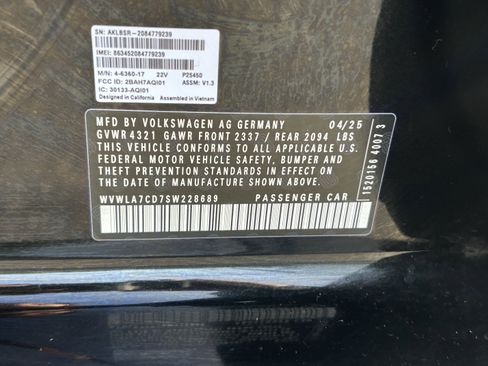 SN: AKLBSR-2084779239
IMEI: 863452084779239
M/N: 4-6360-17 22V P25450
FCC ID: 2BAH7AQI01 ASSM: V1.3
IC: 30133-AQI01
Designed in California Assembled in Vietnam
MFD BY VOLKSWAGEN AG GERMANY 04/25
GVWR 4321 GAWR FRONT 2337 / REAR 2094 LBS
THIS VEHICLE CONFORMS TO ALL APPLICABLE U.S.
FEDERAL MOTOR VEHICLE SAFETY, BUMPER AND
THEFT PREVENTION STANDARDS IN EFFECT ON THE
DATE OF MANUFACTURE SHOWN ABOVE.
WVWLA7CD7SW228689 PASSENGER CAR
1520156 4007 3